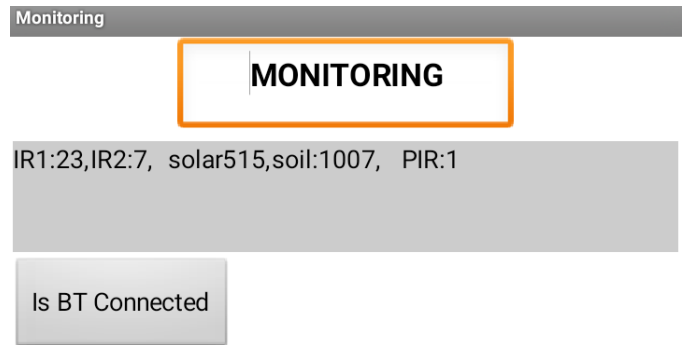 Monitoring
MONITORING
IR1:23,IR2:7,  solar515,soil:1007,   PIR:1
Is BT Connected